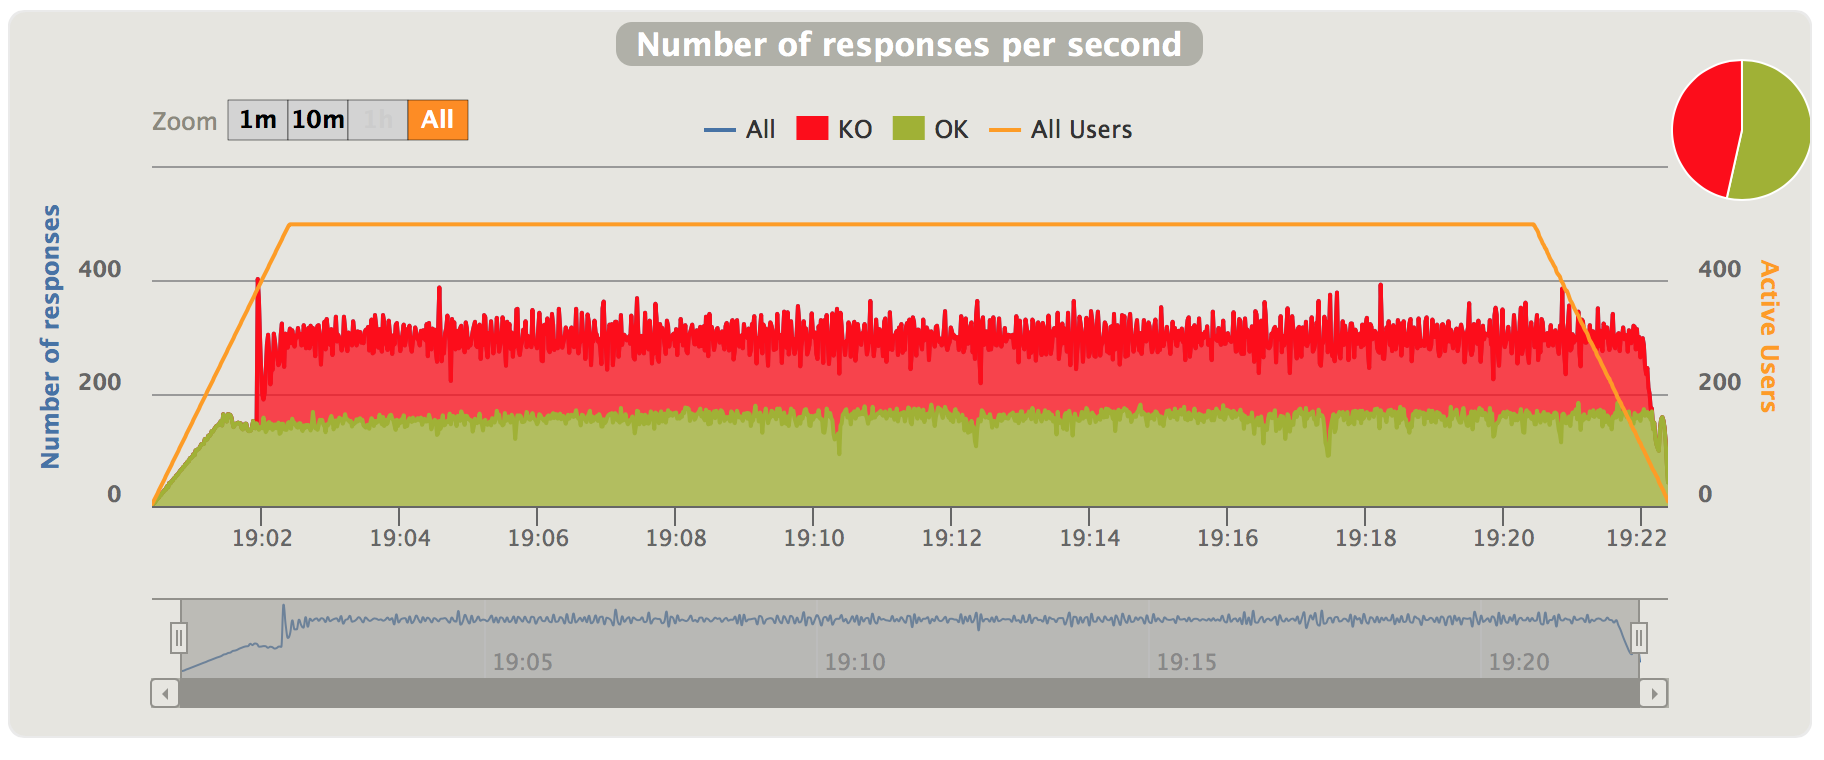 Number of responses per second
Zoom 1m 10m 1h All
All KO OK All Users
Number of responses
400
200
0
400
200
0
Active Users
19:02 19:04 19:06 19:08 19:10 19:12 19:14 19:16 19:18 19:20 19:22
19:05 19:10 19:15 19:20